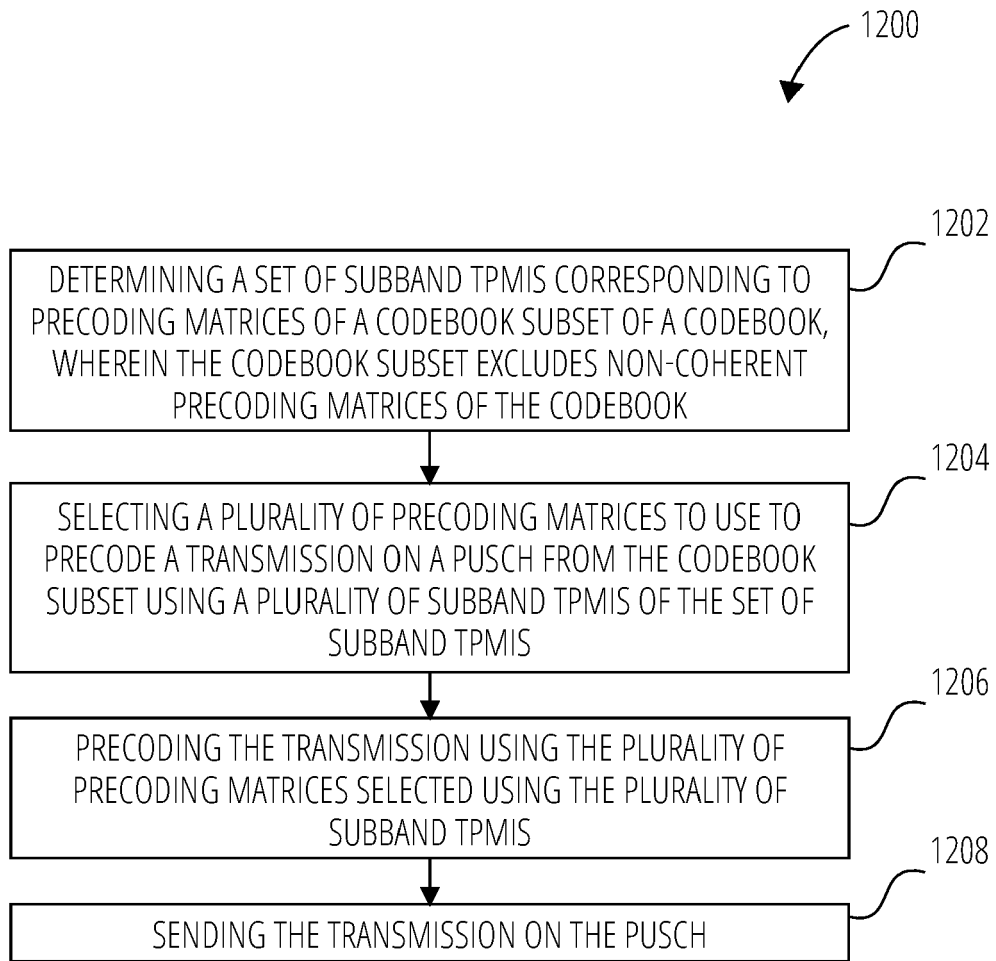 1200
1202
DETERMINING A SET OF SUBBAND TPMIS CORRESPONDING TO
PRECODING MATRICES OF A CODEBOOK SUBSET OF A CODEBOOK,
WHEREIN THE CODEBOOK SUBSET EXCLUDES NON-COHERENT
PRECODING MATRICES OF THE CODEBOOK
1204
SELECTING A PLURALITY OF PRECODING MATRICES TO USE TO
PRECODE A TRANSMISSION ON A PUSCH FROM THE CODEBOOK
SUBSET USING A PLURALITY OF SUBBAND TPMIS OF THE SET OF
SUBBAND TPMIS
1206
PRECODING THE TRANSMISSION USING THE PLURALITY OF
PRECODING MATRICES SELECTED USING THE PLURALITY OF
SUBBAND TPMIS
1208
SENDING THE TRANSMISSION ON THE PUSCH